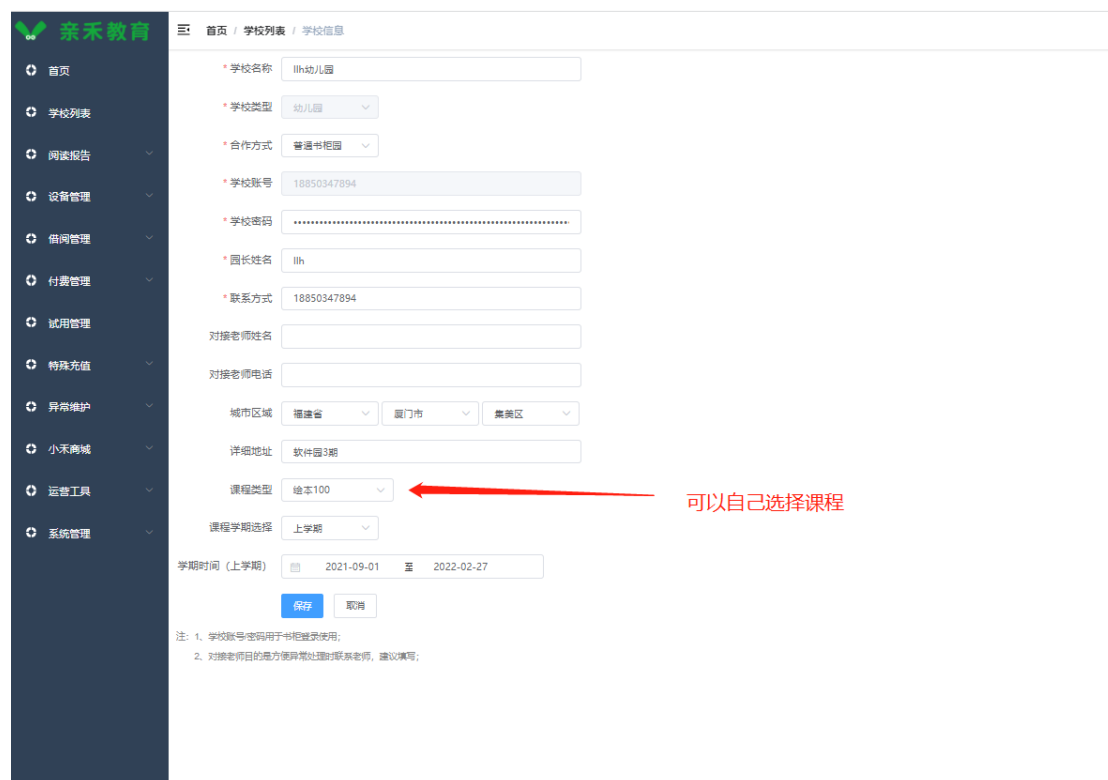 亲禾教育
首页 / 学校列表 / 学校信息
首页
学校列表
阅读报告
设备管理
借阅管理
付费管理
试用管理
特殊充值
异常维护
小禾商城
运营工具
系统管理
* 学校名称 llh幼儿园
* 学校类型 幼儿园
* 合作方式 普通书柜园
* 学校账号 18850347894
* 学校密码
* 园长姓名 llh
* 联系方式 18850347894
对接老师姓名
对接老师电话
城市区域 福建省 厦门市 集美区
详细地址 软件园3期
课程类型 绘本100
可以自己选择课程
课程学期选择 上学期
学期时间（上学期） 2021-09-01 至 2022-02-27
保存 取消
注：1、学校账号密码用于书柜登录使用；
2、对接老师目的是方便异常处理时联系老师，建议填写；